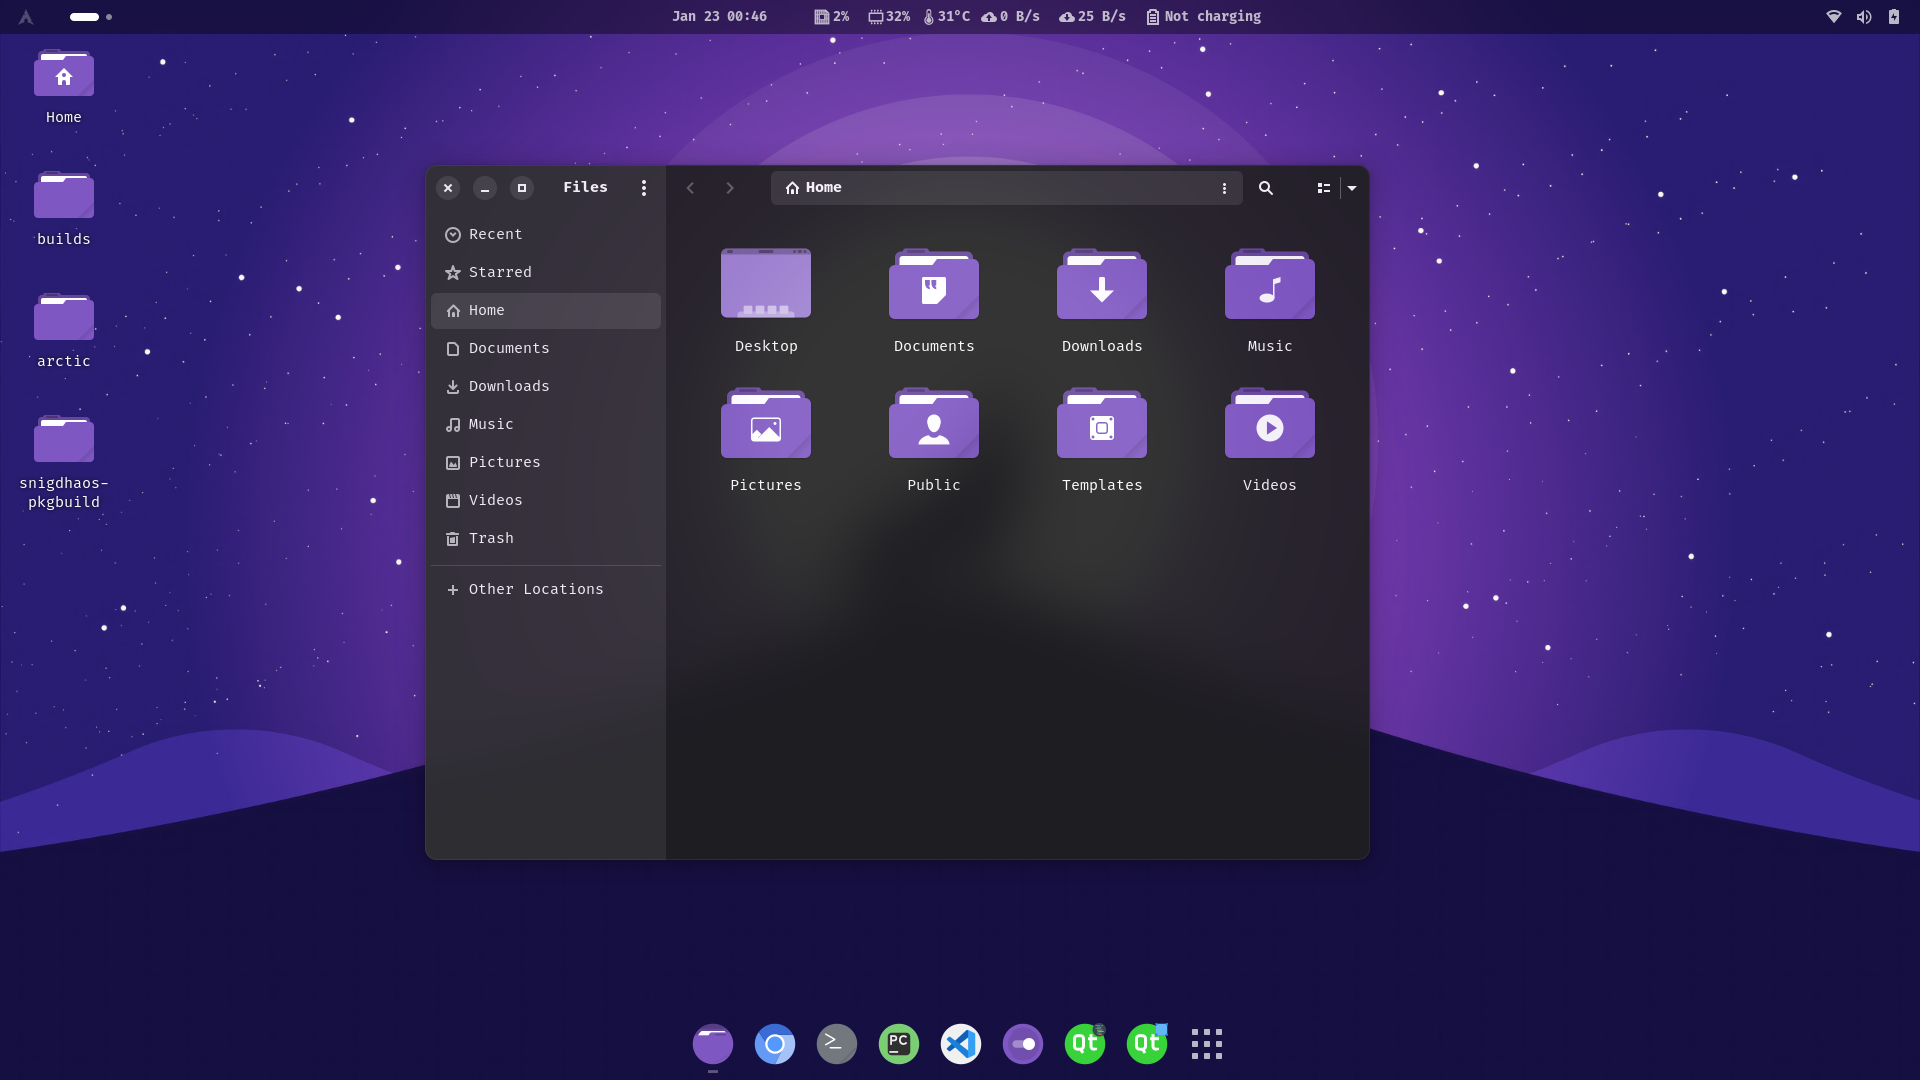 Jan 23 00:46 2% 32% 31°C 0 B/s 25 B/s Not charging
Home
builds
arctic
snigdhaos-
pkgbuild
Files
Home
Recent
Starred
Home
Documents
Downloads
Music
Pictures
Videos
Trash
Other Locations
Desktop Documents Downloads Music
Pictures Public Templates Videos
PC Qt Qt